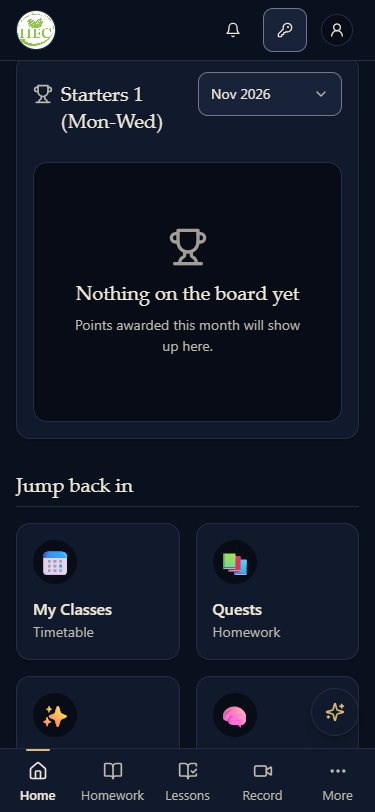 HEC
Starters 1
(Mon-Wed)
Nov 2026
Nothing on the board yet
Points awarded this month will show
up here.
Jump back in
My Classes
Timetable
Quests
Homework
Home
Homework
Lessons
Record
More